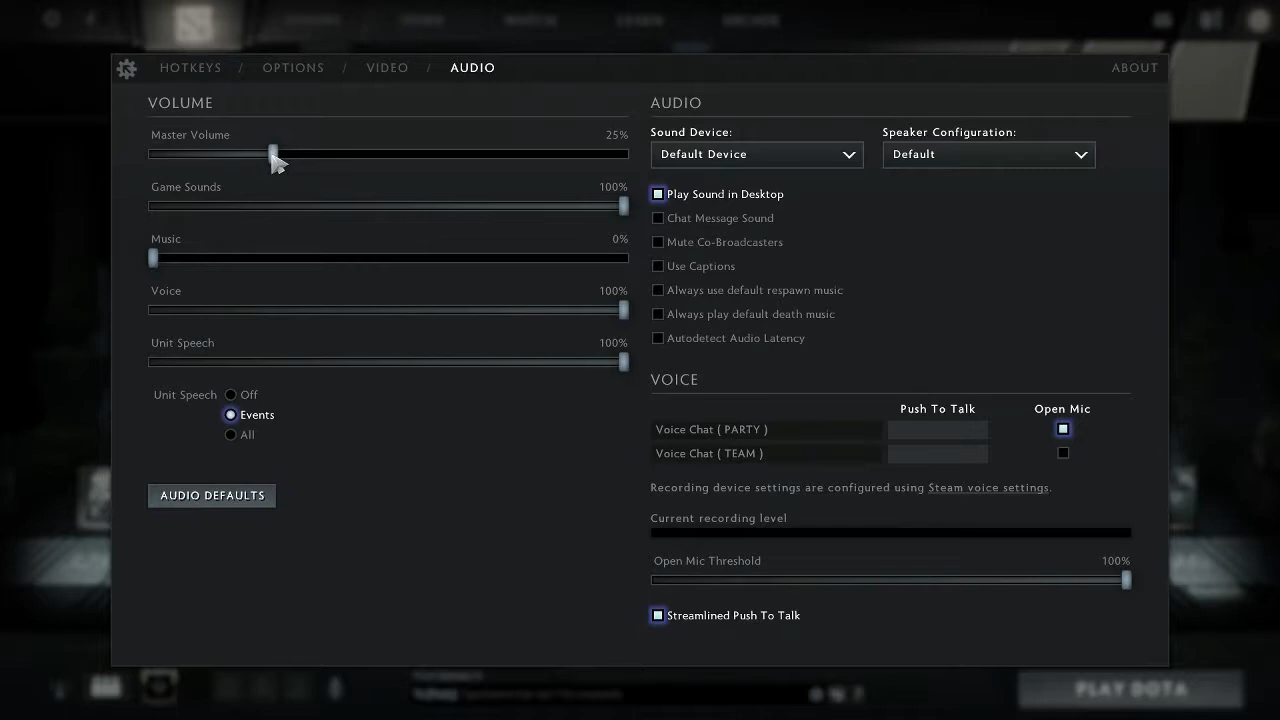 HOTKEYS / OPTIONS / VIDEO / AUDIO
ABOUT
VOLUME
Master Volume 25%
Game Sounds 100%
Music 0%
Voice 100%
Unit Speech 100%
Unit Speech Off
Events
All
AUDIO DEFAULTS
AUDIO
Sound Device: Speaker Configuration:
Default Device Default
Play Sound in Desktop
Chat Message Sound
Mute Co-Broadcasters
Use Captions
Always use default respawn music
Always play default death music
Autodetect Audio Latency
VOICE
Push To Talk Open Mic
Voice Chat ( PARTY )
Voice Chat ( TEAM )
Recording device settings are configured using Steam voice settings.
Current recording level
Open Mic Threshold 100%
Streamlined Push To Talk
PLAY DOTA